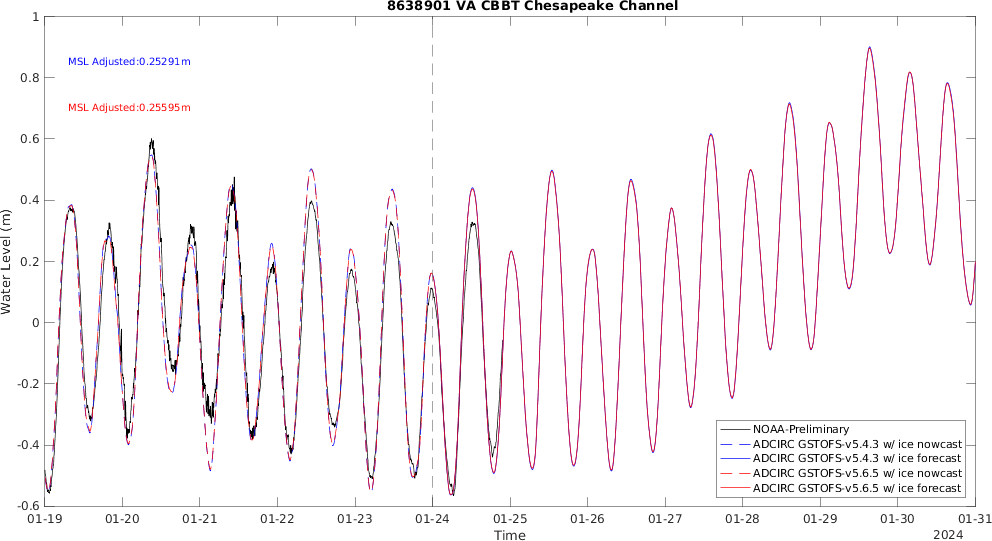 8638901 VA CBBT Chesapeake Channel
MSL Adjusted:0.25291m
MSL Adjusted:0.25595m
Water Level (m)
1
0.8
0.6
0.4
0.2
0
-0.2
-0.4
-0.6
NOAA-Preliminary
ADCIRC GSTOFS-v5.4.3 w/ ice nowcast
ADCIRC GSTOFS-v5.4.3 w/ ice forecast
ADCIRC GSTOFS-v5.6.5 w/ ice nowcast
ADCIRC GSTOFS-v5.6.5 w/ ice forecast
01-19 01-20 01-21 01-22 01-23 01-24 01-25 01-26 01-27 01-28 01-29 01-30 01-31
Time
2024